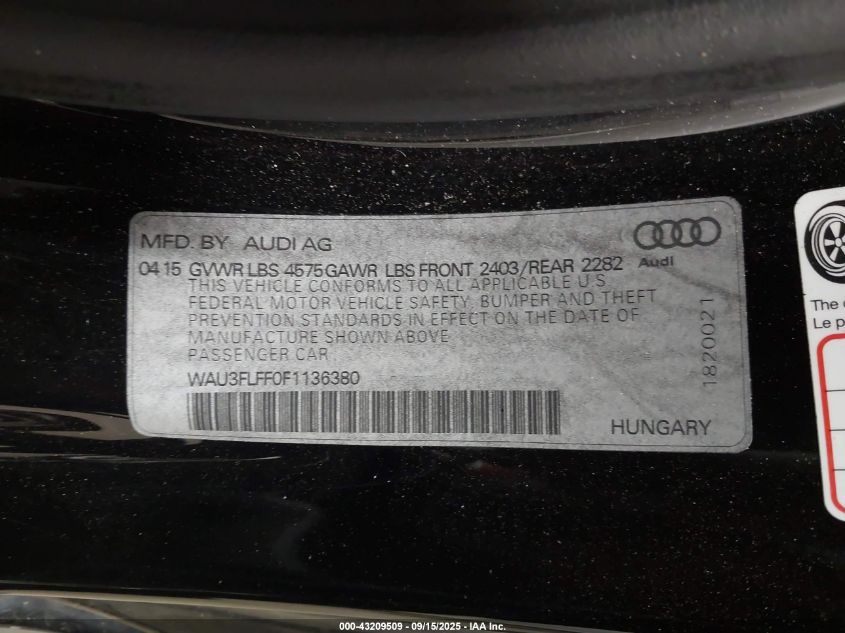 MFD. BY AUDI AG
Audi
04 15 GVWR LBS 4575 GAWR LBS FRONT 2403/REAR 2282
THIS VEHICLE CONFORMS TO ALL APPLICABLE U.S
FEDERAL MOTOR VEHICLE SAFETY, BUMPER AND THEFT
PREVENTION STANDARDS IN EFFECT ON THE DATE OF
MANUFACTURE SHOWN ABOVE
PASSENGER CAR
WAU3FLFF0F1136380
HUNGARY
1820021
The
Le
000-43209509 - 09/15/2025 - IAA Inc.